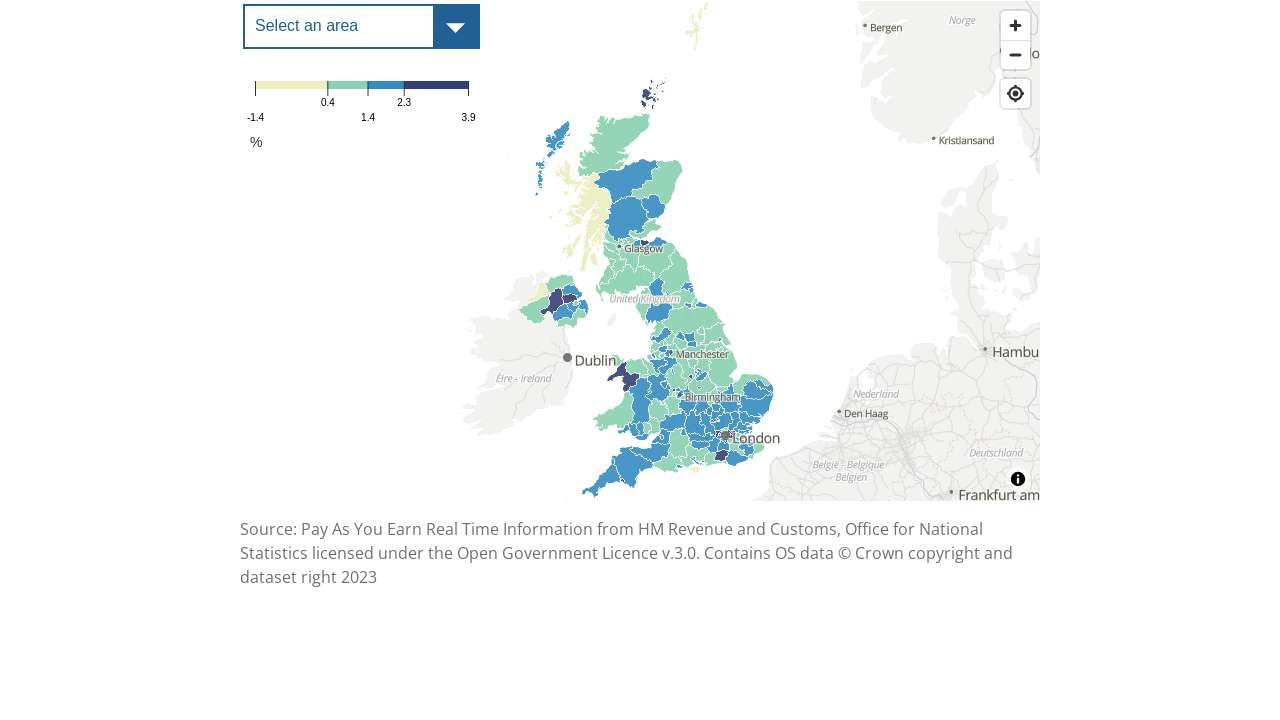 Select an area
0.4
2.3
-1.4
1.4
3.9
%
Bergen
Norge
Kristiansand
Glasgow
United Kingdom
Manchester
Dublin
Éire - Ireland
Birmingham
London
Hambu
Nederland
Den Haag
België - Belgique
Belgien
Deutschland
Frankfurt am
Source: Pay As You Earn Real Time Information from HM Revenue and Customs, Office for National
Statistics licensed under the Open Government Licence v.3.0. Contains OS data © Crown copyright and
dataset right 2023